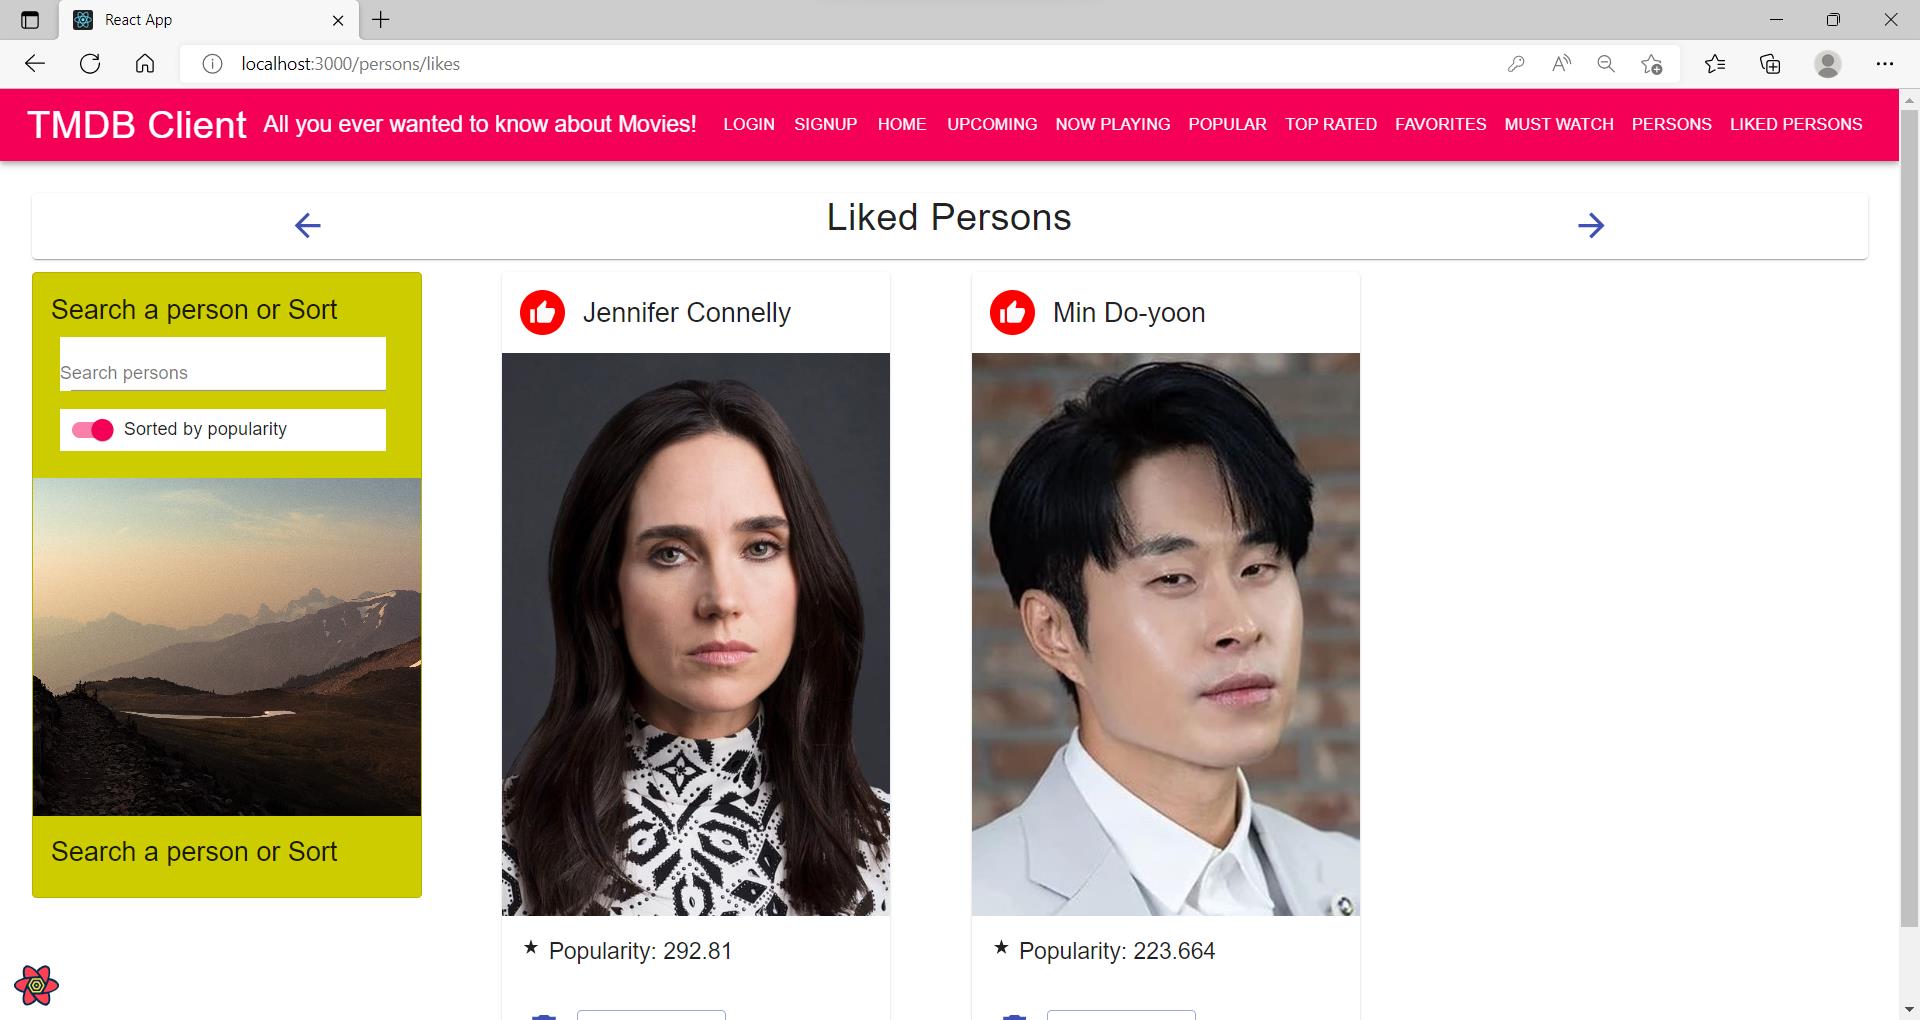 React App
localhost:3000/persons/likes
TMDB Client All you ever wanted to know about Movies! LOGIN SIGNUP HOME UPCOMING NOW PLAYING POPULAR TOP RATED FAVORITES MUST WATCH PERSONS LIKED PERSONS
Liked Persons
Search a person or Sort
Search persons
Sorted by popularity
Search a person or Sort
Jennifer Connelly
Popularity: 292.81
Min Do-yoon
Popularity: 223.664